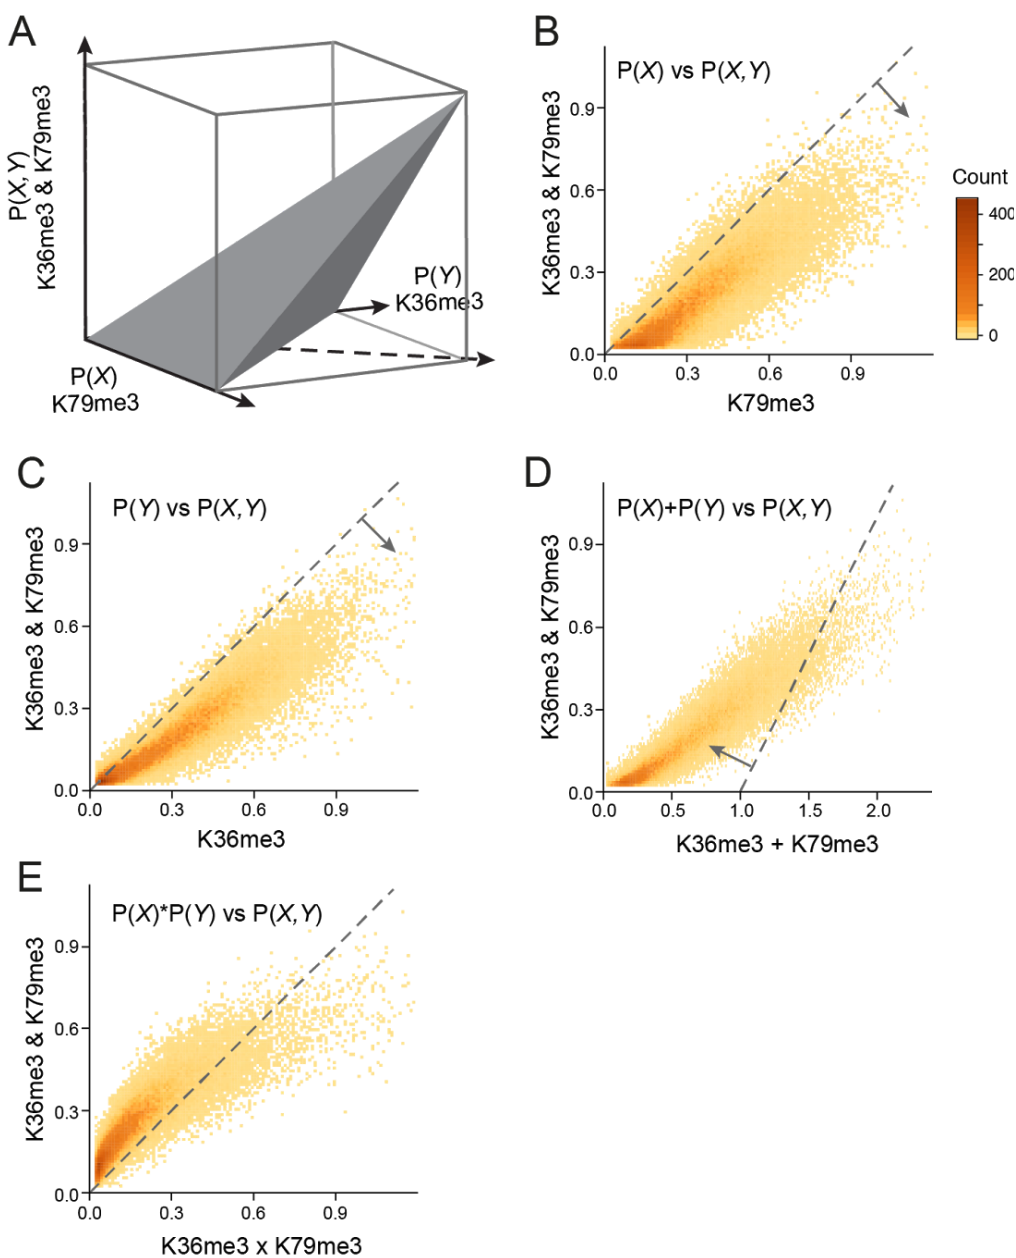 A
P(X,Y)
K36me3 & K79me3
P(Y)
K36me3
P(X)
K79me3
B
P(X) vs P(X,Y)
K36me3 & K79me3
0.9
0.6
0.3
0.0
0.0 0.3 0.6 0.9
K79me3
Count
400
200
0
C
P(Y) vs P(X,Y)
K36me3 & K79me3
0.9
0.6
0.3
0.0
0.0 0.3 0.6 0.9
K36me3
D
P(X)+P(Y) vs P(X,Y)
K36me3 & K79me3
0.9
0.6
0.3
0.0
0.0 0.5 1.0 1.5 2.0
K36me3 + K79me3
E
P(X)*P(Y) vs P(X,Y)
K36me3 & K79me3
0.9
0.6
0.3
0.0
0.0 0.3 0.6 0.9
K36me3 x K79me3